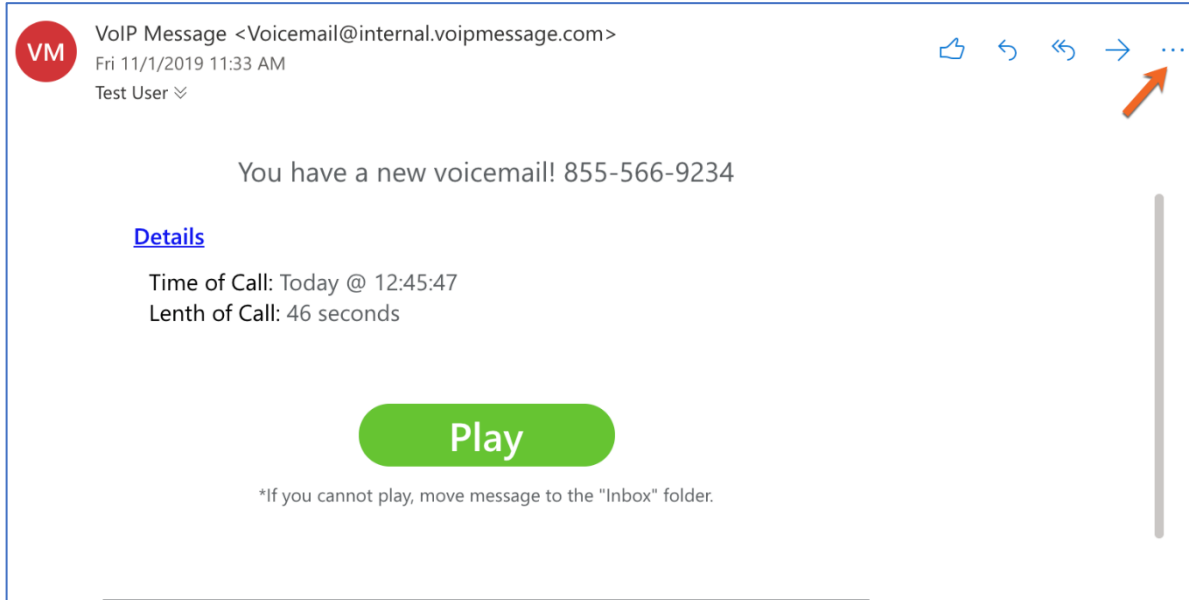 VM
VoIP Message <Voicemail@internal.voipmessage.com>
Fri 11/1/2019 11:33 AM
Test User
You have a new voicemail! 855-566-9234
Details
Time of Call: Today @ 12:45:47
Lenth of Call: 46 seconds
Play
*If you cannot play, move message to the "Inbox" folder.